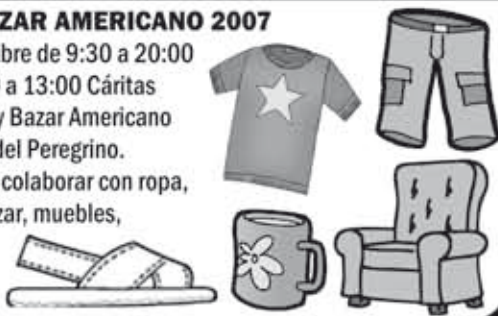 ZAR AMERICANO 2007
bre de 9:30 a 20:00
a 13:00 Cáritas
y Bazar Americano
del Peregrino.
colaborar con ropa,
zar, muebles,